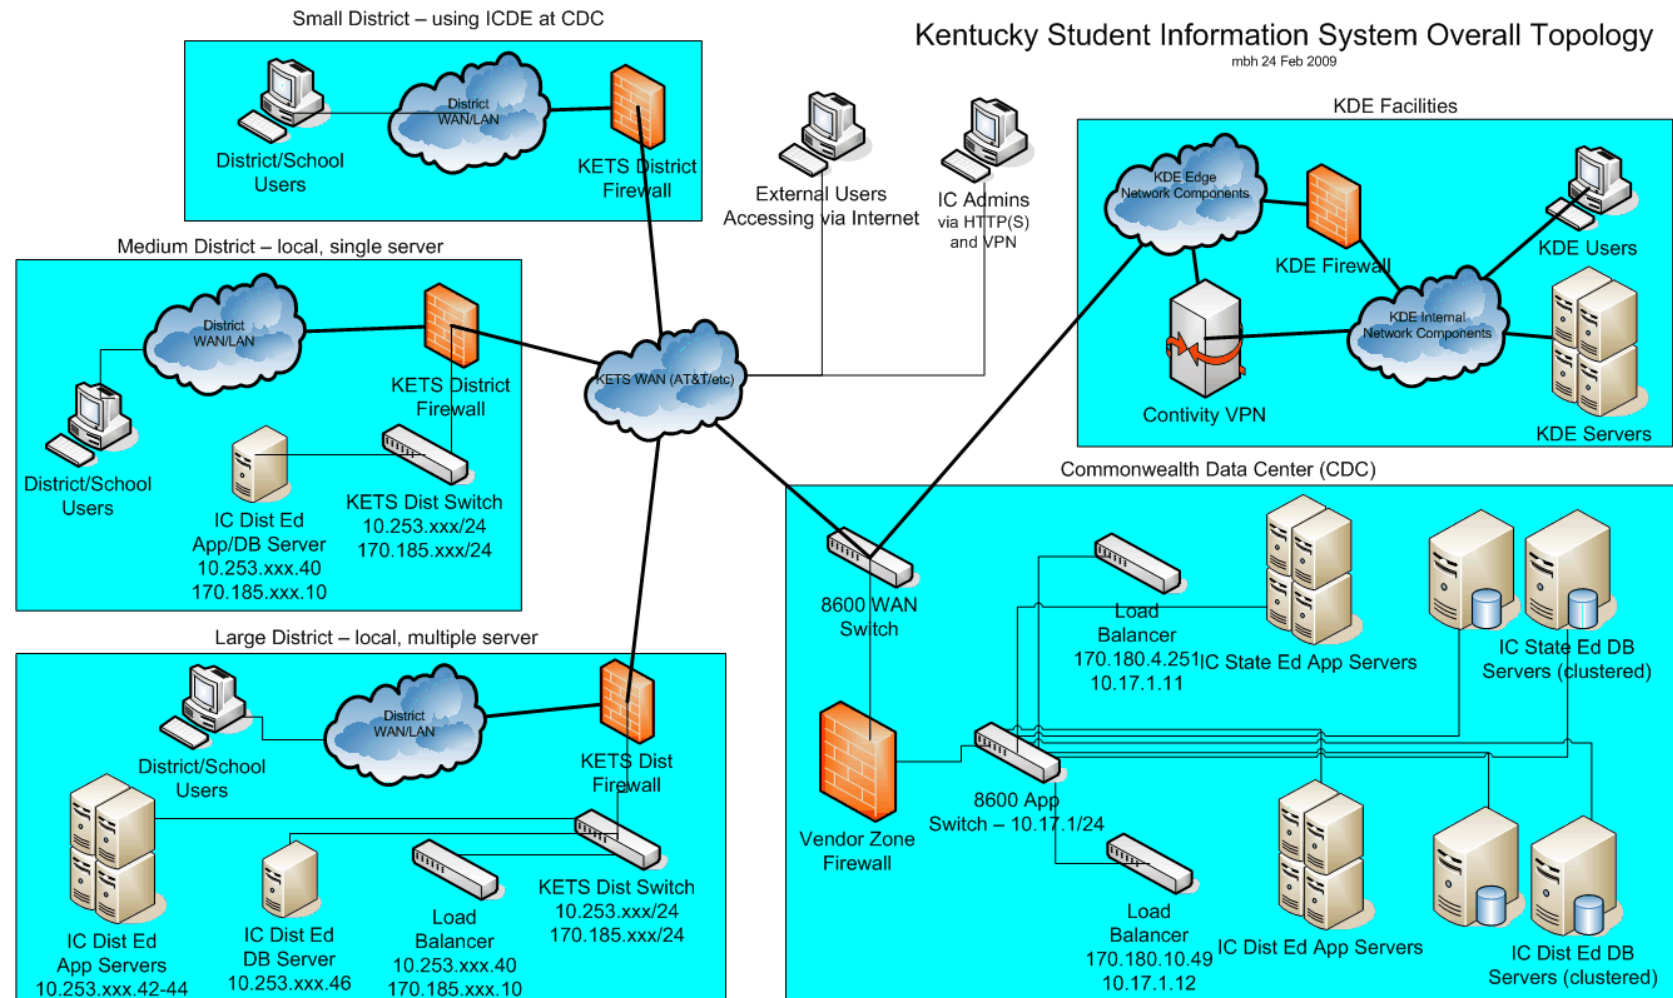 Small District – using ICDE at CDC
Kentucky Student Information System Overall Topology
mbh 24 Feb 2009
District
WAN/LAN
District/School
Users
KETS District
Firewall
External Users
Accessing via Internet
IC Admins
via HTTP(S)
and VPN
KDE Facilities
KDE Edge
Network Components
KDE Firewall
KDE Users
KDE Internal
Network Components
Contivity VPN
KDE Servers
Medium District – local, single server
District
WAN/LAN
KETS District
Firewall
District/School
Users
IC Dist Ed
App/DB Server
10.253.xxx.40
170.185.xxx.10
KETS Dist Switch
10.253.xxx/24
170.185.xxx/24
KETS WAN (AT&T/etc)
Commonwealth Data Center (CDC)
8600 WAN
Switch
Load
Balancer
170.180.4.251
10.17.1.11
IC State Ed App Servers
IC State Ed DB
Servers (clustered)
Vendor Zone
Firewall
8600 App
Switch – 10.17.1/24
Load
Balancer
170.180.10.49
10.17.1.12
IC Dist Ed App Servers
IC Dist Ed DB
Servers (clustered)
Large District – local, multiple server
District
WAN/LAN
District/School
Users
KETS Dist
Firewall
IC Dist Ed
App Servers
10.253.xxx.42-44
IC Dist Ed
DB Server
10.253.xxx.46
Load
Balancer
10.253.xxx.40
170.185.xxx.10
KETS Dist Switch
10.253.xxx/24
170.185.xxx/24